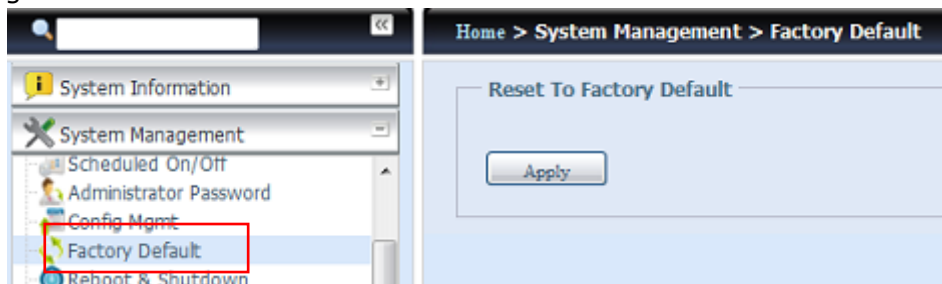 Home > System Management > Factory Default
System Information
System Management
Scheduled On/Off
Administrator Password
Config Mgmt
Factory Default
Reboot & Shutdown
Reset To Factory Default
Apply